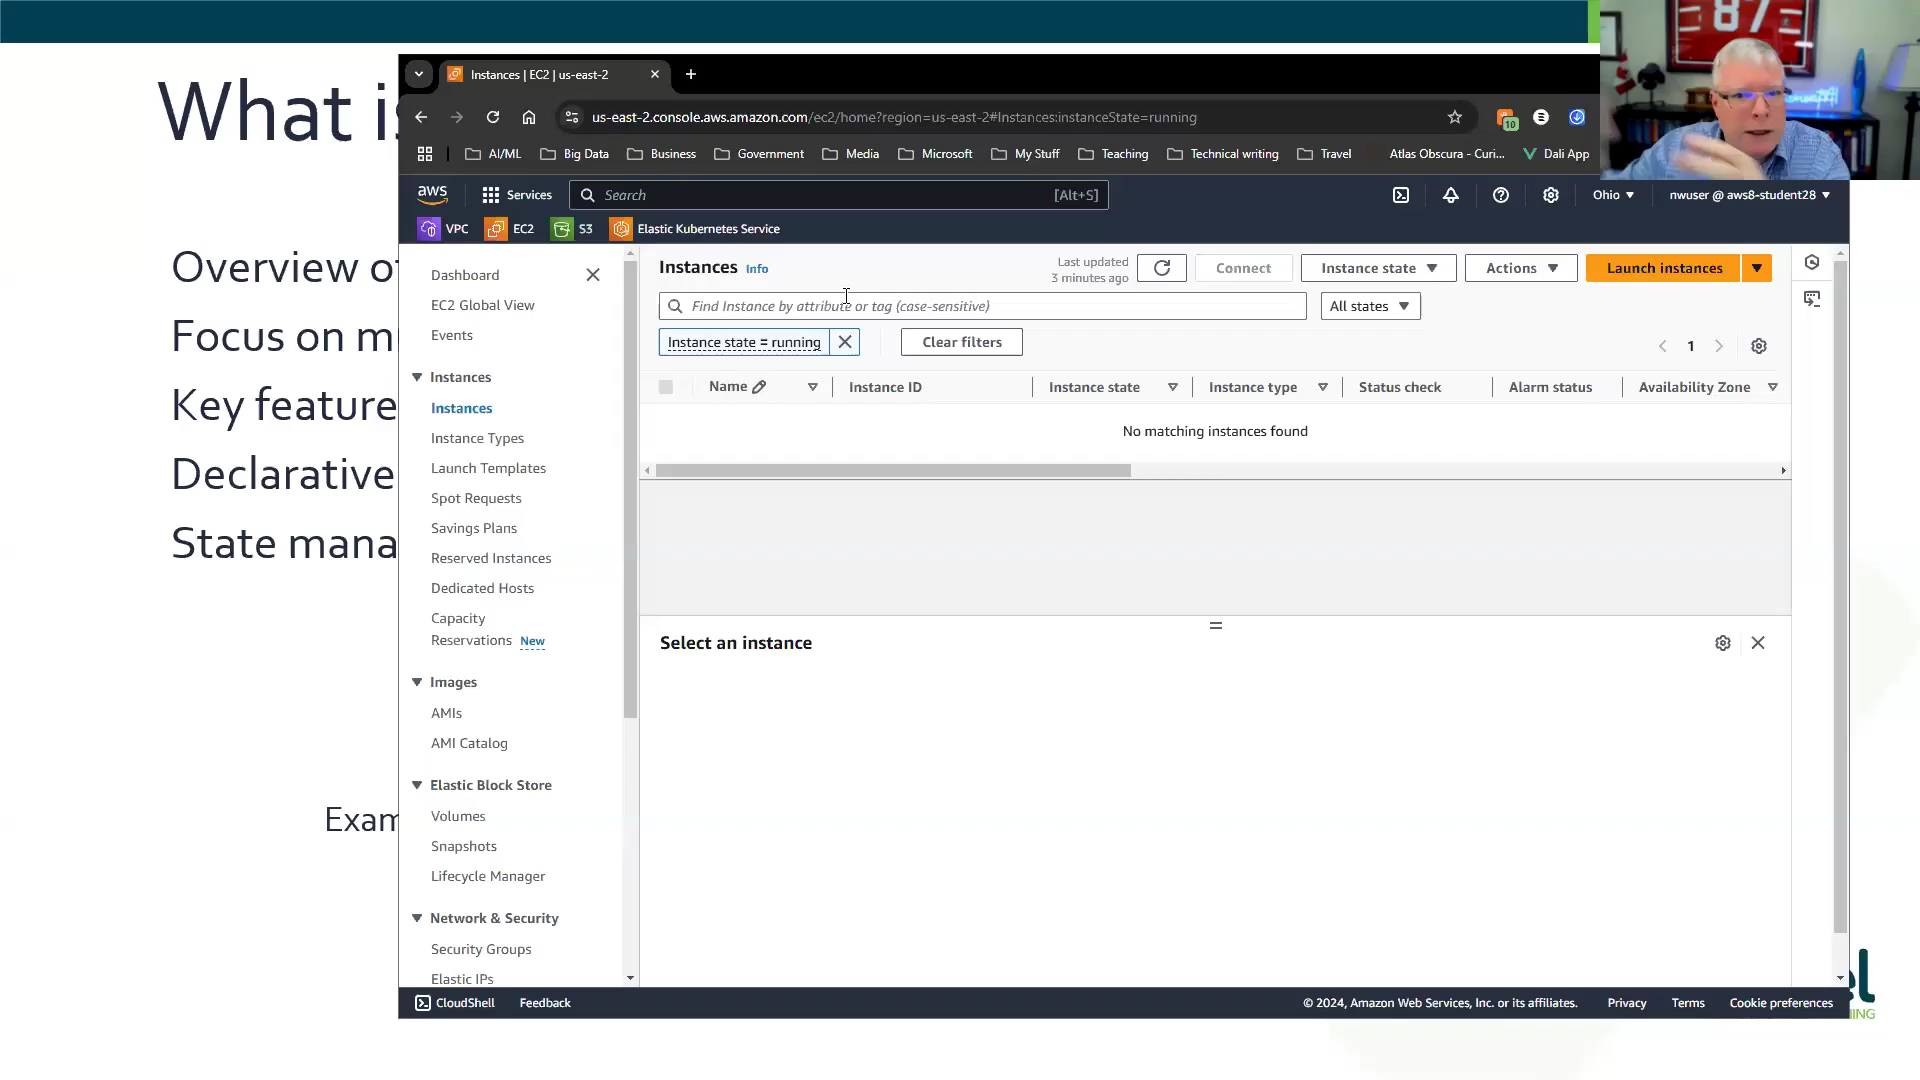 What is
Overview of
Focus on m
Key feature
Declarative
State mana
Exam
Instances | EC2 | us-east-2
us-east-2.console.aws.amazon.com/ec2/home?region=us-east-2#Instances:instanceState=running
10
AI/ML Big Data Business Government Media Microsoft My Stuff Teaching Technical writing Travel Atlas Obscura - Curi... Dali App
87
aws Services Search [Alt+S] Ohio nwuser @ aws8-student28
VPC EC2 S3 Elastic Kubernetes Service
Dashboard
EC2 Global View
Events
Instances
Instances
Instance Types
Launch Templates
Spot Requests
Savings Plans
Reserved Instances
Dedicated Hosts
Capacity
Reservations New
Images
AMIs
AMI Catalog
Elastic Block Store
Volumes
Snapshots
Lifecycle Manager
Network & Security
Security Groups
Elastic IPs
Instances Info
Last updated
3 minutes ago
Connect Instance state Actions Launch instances
Find Instance by attribute or tag (case-sensitive) All states
Instance state = running Clear filters 1
Name Instance ID Instance state Instance type Status check Alarm status Availability Zone
No matching instances found
Select an instance
CloudShell Feedback © 2024, Amazon Web Services, Inc. or its affiliates. Privacy Terms Cookie preferences
el
NING